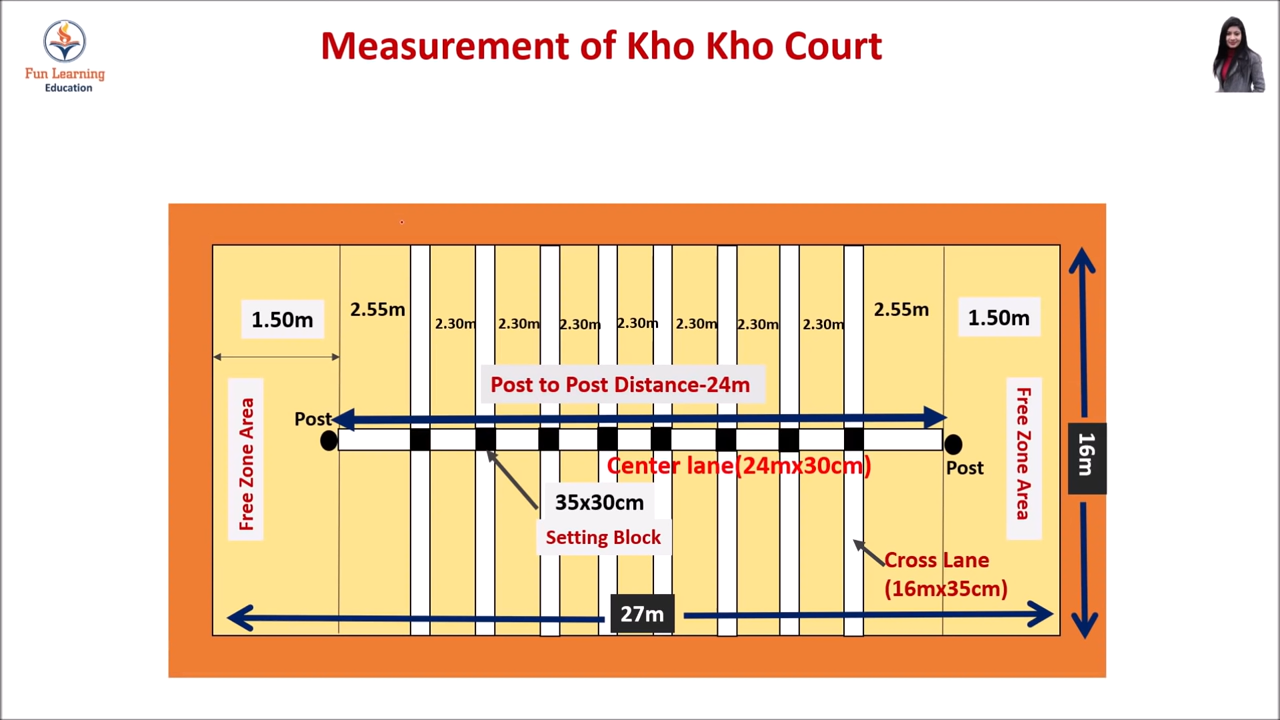 Measurement of Kho Kho Court
Fun Learning
Education
1.50m
2.55m
2.30m
2.30m
2.30m
2.30m
2.30m
2.30m
2.30m
2.55m
1.50m
Post to Post Distance-24m
Post
Free Zone Area
Center lane(24mx30cm)
Post
Free Zone Area
16m
35x30cm
Setting Block
Cross Lane
(16mx35cm)
27m